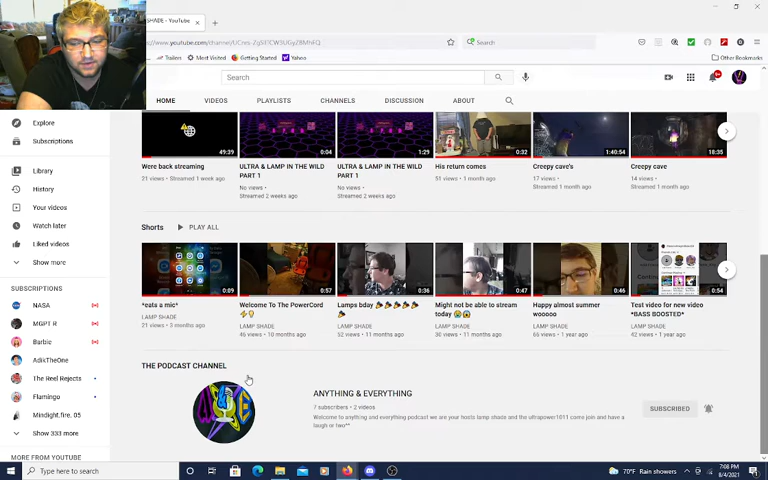 SHADE - YouTube
Search
Trailers Most Visited Getting Started Yahoo Other Bookmarks
Search
9+
HOME VIDEOS PLAYLISTS CHANNELS DISCUSSION ABOUT
Explore
Subscriptions
Library
History
Your videos
Watch later
Liked videos
Show more
SUBSCRIPTIONS
NASA
MGPT R
Barbie
AdikTheOne
The Reel Rejects
Flamingo
Mindight.fire, 05
Show 333 more
MORE FROM YOUTUBE
49:39 0:04 1:29 0:32 1:40:54 18:35
Were back streaming
21 views • Streamed 1 week ago
ULTRA & LAMP IN THE WILD
PART 1
No views •
Streamed 2 weeks ago
ULTRA & LAMP IN THE WILD
PART 1
No views •
Streamed 2 weeks ago
His return comes
51 views • 1 month ago
Creepy cave's
17 views •
Streamed 1 month ago
Creepy cave
14 views •
Streamed 1 month ago
Shorts PLAY ALL
0:09 0:57 0:36 0:47 0:46 0:54
*eats a mic*
LAMP SHADE
21 views • 3 months ago
Welcome To The PowerCord
⚡💡
LAMP SHADE
46 views • 10 months ago
Lamps bday 🎉🎉🎉🎉🎉
🎉
LAMP SHADE
52 views • 11 months ago
Might not be able to stream
today 😭😱
LAMP SHADE
30 views • 11 months ago
Happy almost summer
wooooo
LAMP SHADE
66 views • 1 year ago
Test video for new video
*BASS BOOSTED*
LAMP SHADE
42 views • 1 year ago
THE PODCAST CHANNEL
ANYTHING & EVERYTHING
7 subscribers • 2 videos
Welcome to anything and everything podcast we are your hosts lamp shade and the ultrapower1011 come join and have a
laugh or two^^
SUBSCRIBED
Type here to search
70°F Rain showers
7:08 PM
8/4/2021